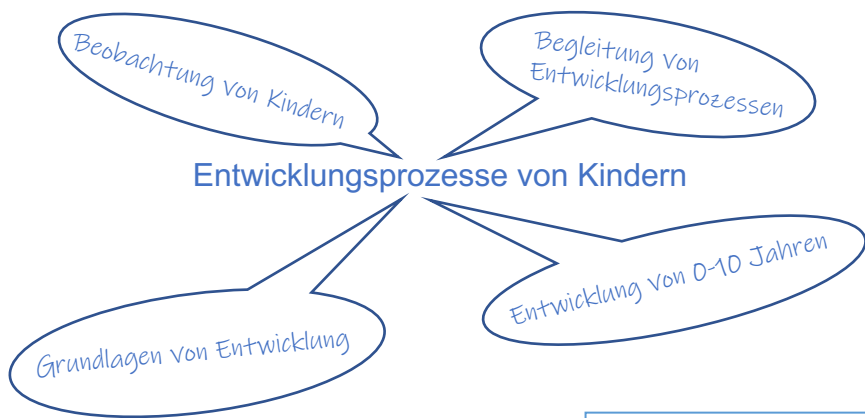 Beobachtung von Kindern
Begleitung von
Entwicklungsprozessen
Entwicklungsprozesse von Kindern
Entwicklung von 0-10 Jahren
Grundlagen von Entwicklung